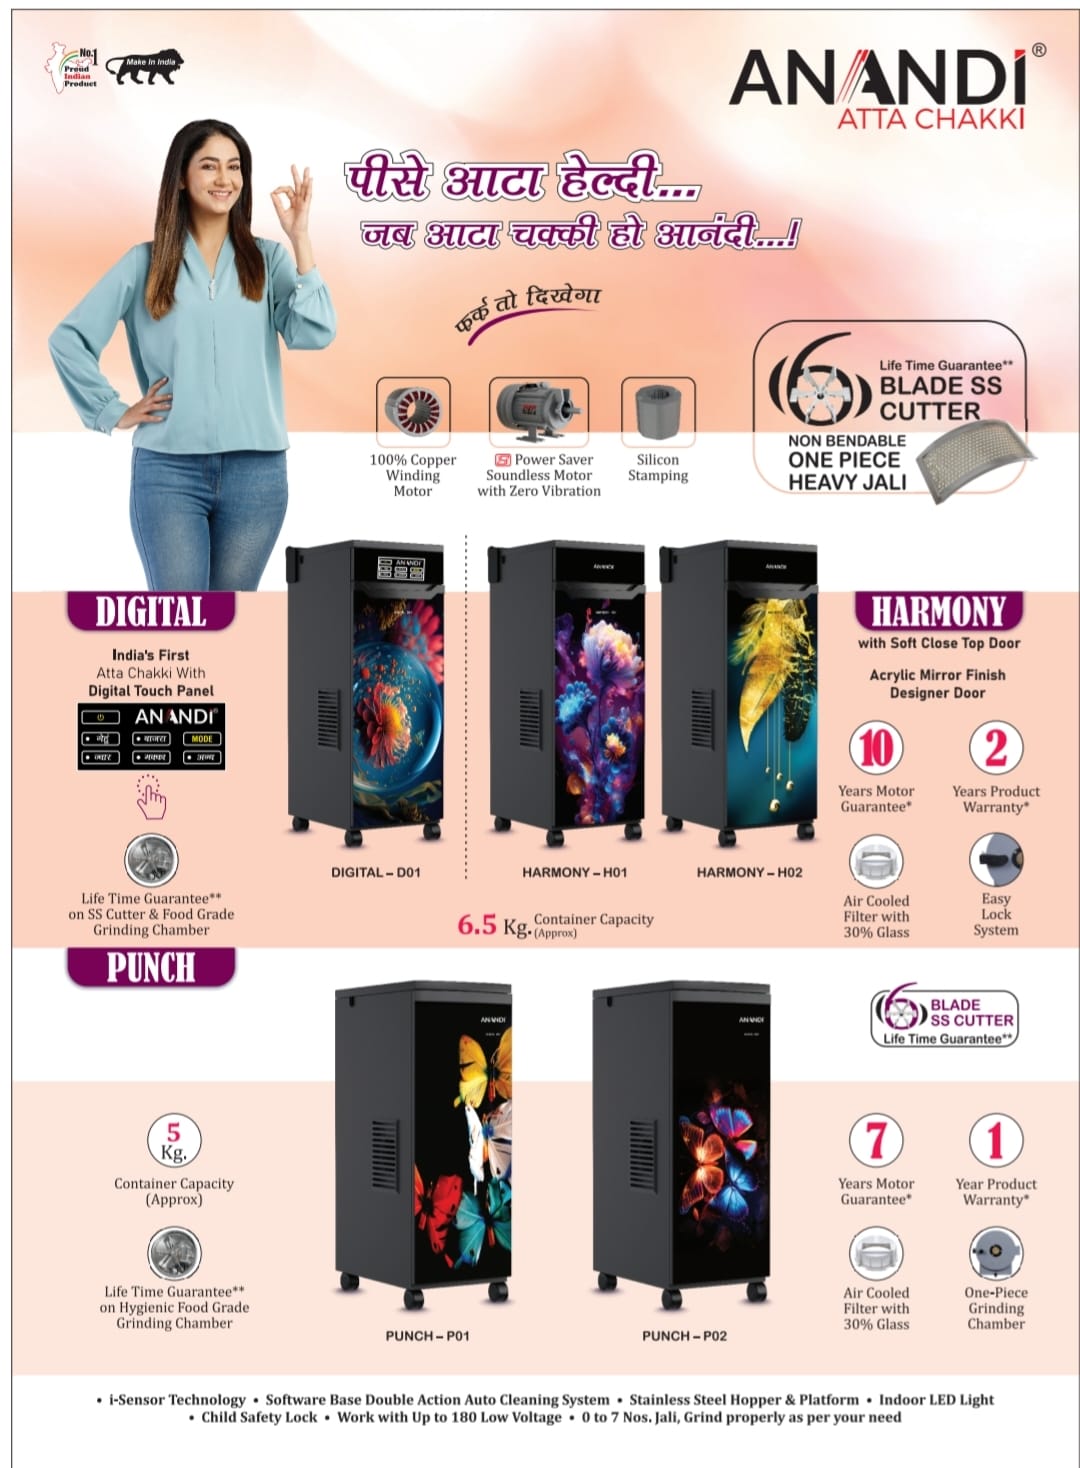 No.1
Proud
Indian
Product
Make In India
ANANDI®
ATTA CHAKKI
पीसे आटा हेल्दी...
जब आटा चक्की हो आनंदी...!
फर्क तो दिखेगा
100% Copper
Winding
Motor
Power Saver
Soundless Motor
with Zero Vibration
Silicon
Stamping
6
Life Time Guarantee**
BLADE SS
CUTTER
NON BENDABLE
ONE PIECE
HEAVY JALI
DIGITAL
India's First
Atta Chakki With
Digital Touch Panel
ANANDI®
• गेहूं • बाजरा MODE
• ज्वार • मक्का • अन्य
Life Time Guarantee**
on SS Cutter & Food Grade
Grinding Chamber
ANANDI
ANANDI
ANANDI
DIGITAL – D01
HARMONY – H01
HARMONY – H02
6.5 Kg. Container Capacity
(Approx)
HARMONY
with Soft Close Top Door
Acrylic Mirror Finish
Designer Door
10
Years Motor
Guarantee*
2
Years Product
Warranty*
Air Cooled
Filter with
30% Glass
Easy
Lock
System
PUNCH
ANANDI
ANANDI
6 BLADE
SS CUTTER
Life Time Guarantee**
5
Kg.
Container Capacity
(Approx)
Life Time Guarantee**
on Hygienic Food Grade
Grinding Chamber
PUNCH – P01
PUNCH – P02
7
Years Motor
Guarantee*
1
Year Product
Warranty*
Air Cooled
Filter with
30% Glass
One-Piece
Grinding
Chamber
• i-Sensor Technology • Software Base Double Action Auto Cleaning System • Stainless Steel Hopper & Platform • Indoor LED Light
• Child Safety Lock • Work with Up to 180 Low Voltage • 0 to 7 Nos. Jali, Grind properly as per your need